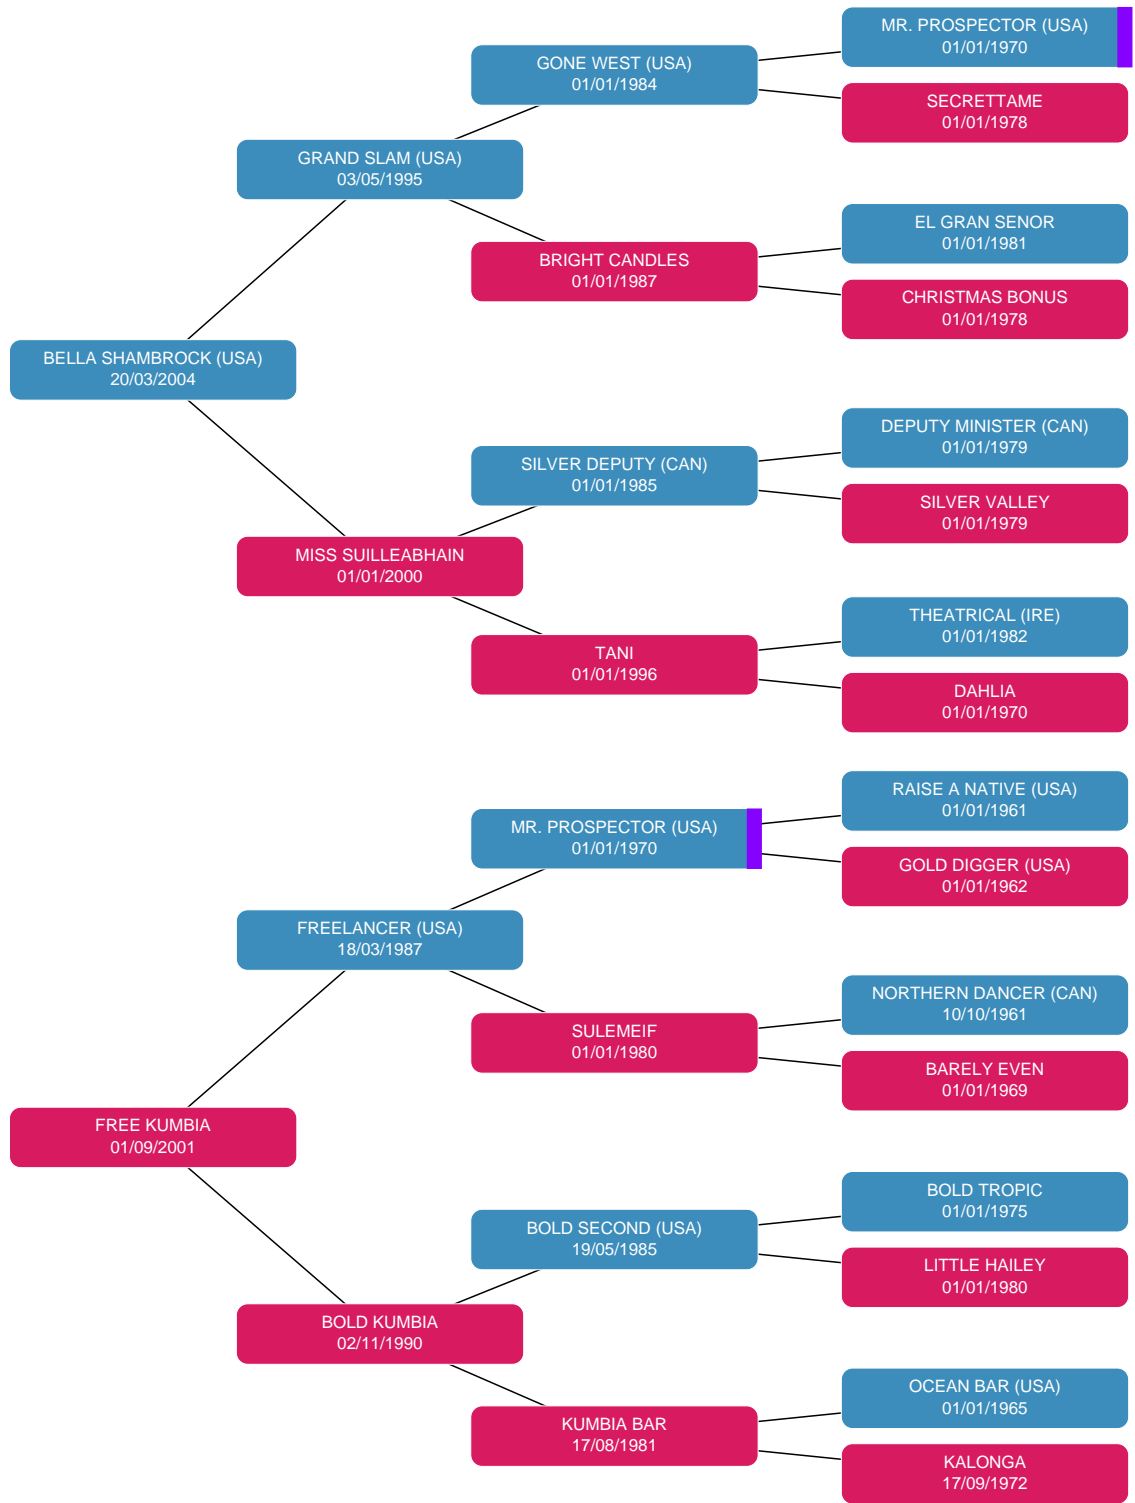 MR. PROSPECTOR (USA)
01/01/1970
GONE WEST (USA)
01/01/1984
SECRETTAME
01/01/1978
GRAND SLAM (USA)
03/05/1995
EL GRAN SENOR
01/01/1981
BRIGHT CANDLES
01/01/1987
CHRISTMAS BONUS
01/01/1978
BELLA SHAMBROCK (USA)
20/03/2004
DEPUTY MINISTER (CAN)
01/01/1979
SILVER DEPUTY (CAN)
01/01/1985
SILVER VALLEY
01/01/1979
MISS SUILLEABHAIN
01/01/2000
THEATRICAL (IRE)
01/01/1982
TANI
01/01/1996
DAHLIA
01/01/1970
RAISE A NATIVE (USA)
01/01/1961
MR. PROSPECTOR (USA)
01/01/1970
GOLD DIGGER (USA)
01/01/1962
FREELANCER (USA)
18/03/1987
NORTHERN DANCER (CAN)
10/10/1961
SULEMEIF
01/01/1980
BARELY EVEN
01/01/1969
FREE KUMBIA
01/09/2001
BOLD TROPIC
01/01/1975
BOLD SECOND (USA)
19/05/1985
LITTLE HAILEY
01/01/1980
BOLD KUMBIA
02/11/1990
OCEAN BAR (USA)
01/01/1965
KUMBIA BAR
17/08/1981
KALONGA
17/09/1972